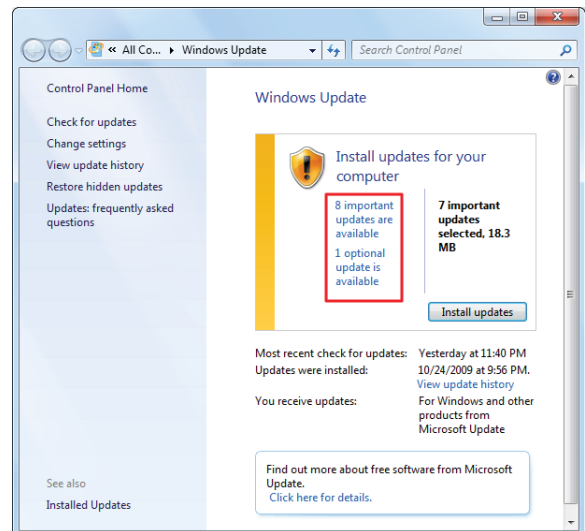 « All Co... ▸ Windows Update
Search Control Panel
Control Panel Home
Check for updates
Change settings
View update history
Restore hidden updates
Updates: frequently asked
questions
See also
Installed Updates
Windows Update
Install updates for your
computer
8 important
updates are
available
1 optional
update is
available
7 important
updates
selected, 18.3
MB
Install updates
Most recent check for updates: Yesterday at 11:40 PM
Updates were installed: 10/24/2009 at 9:56 PM.
View update history
You receive updates: For Windows and other
products from
Microsoft Update
Find out more about free software from Microsoft
Update.
Click here for details.